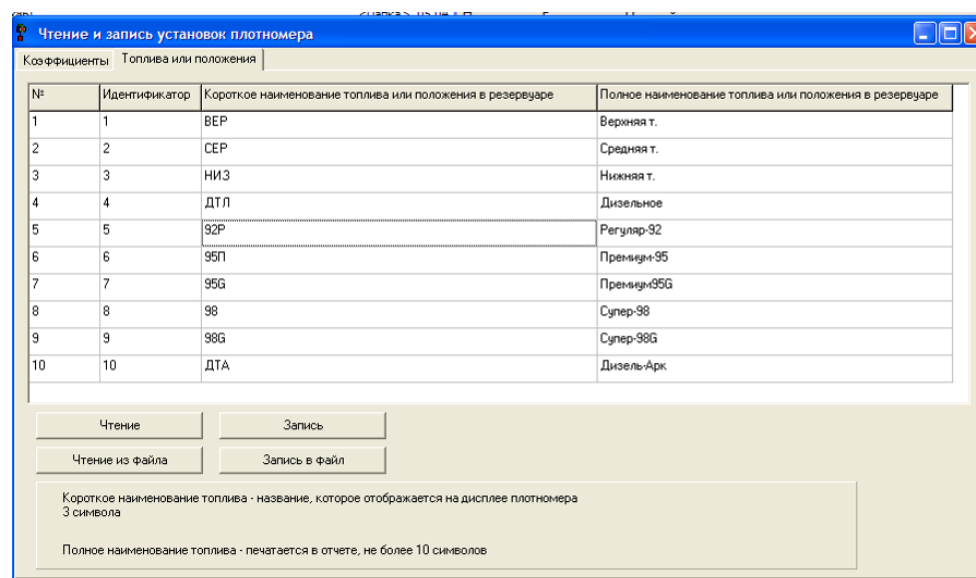 Чтение и запись установок плотномера
Коэффициенты Топлива или положения
№ Идентификатор Короткое наименование топлива или положения в резервуаре Полное наименование топлива или положения в резервуаре
1 1 ВЕР Верхняя т.
2 2 СЕР Средняя т.
3 3 НИЗ Нижняя т.
4 4 ДТЛ Дизельное
5 5 92Р Регуляр-92
6 6 95П Премиум-95
7 7 95G Премиум95G
8 8 98 Супер-98
9 9 98G Супер-98G
10 10 ДТА Дизель-Арк
Чтение Запись
Чтение из файла Запись в файл
Короткое наименование топлива - название, которое отображается на дисплее плотномера
3 символа
Полное наименование топлива - печатается в отчете, не более 10 символов